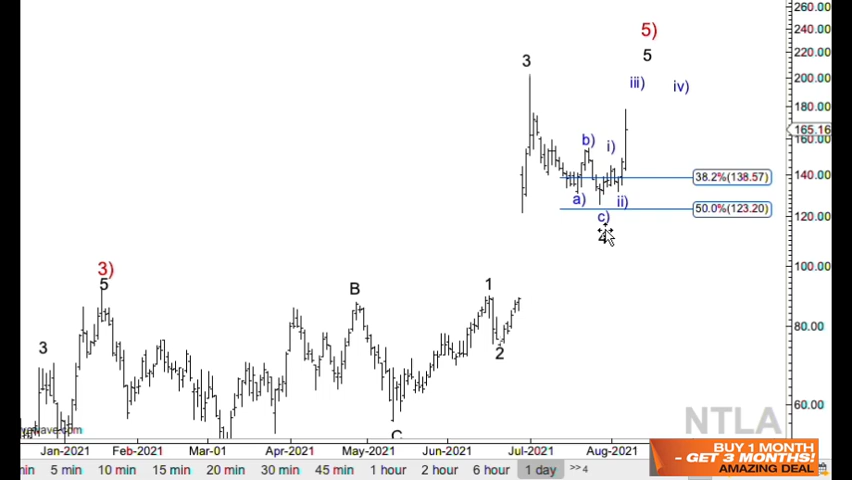 260.00
240.00
220.00
200.00
180.00
165.16
160.00
140.00
120.00
100.00
80.00
60.00
5)
5
3
iii)
iv)
b)
i)
38.2%(138.57)
a)
ii)
50.0%(123.20)
c)
4
3)
5
B
1
3
2
C
NTLA
Jan-2021
Feb-2021
Mar-01
Apr-2021
May-2021
Jun-2021
Jul-2021
Aug-2021
5 min
10 min
15 min
20 min
30 min
45 min
1 hour
2 hour
6 hour
1 day
>>4
BUY 1 MONTH
- GET 3 MONTHS!
AMAZING DEAL